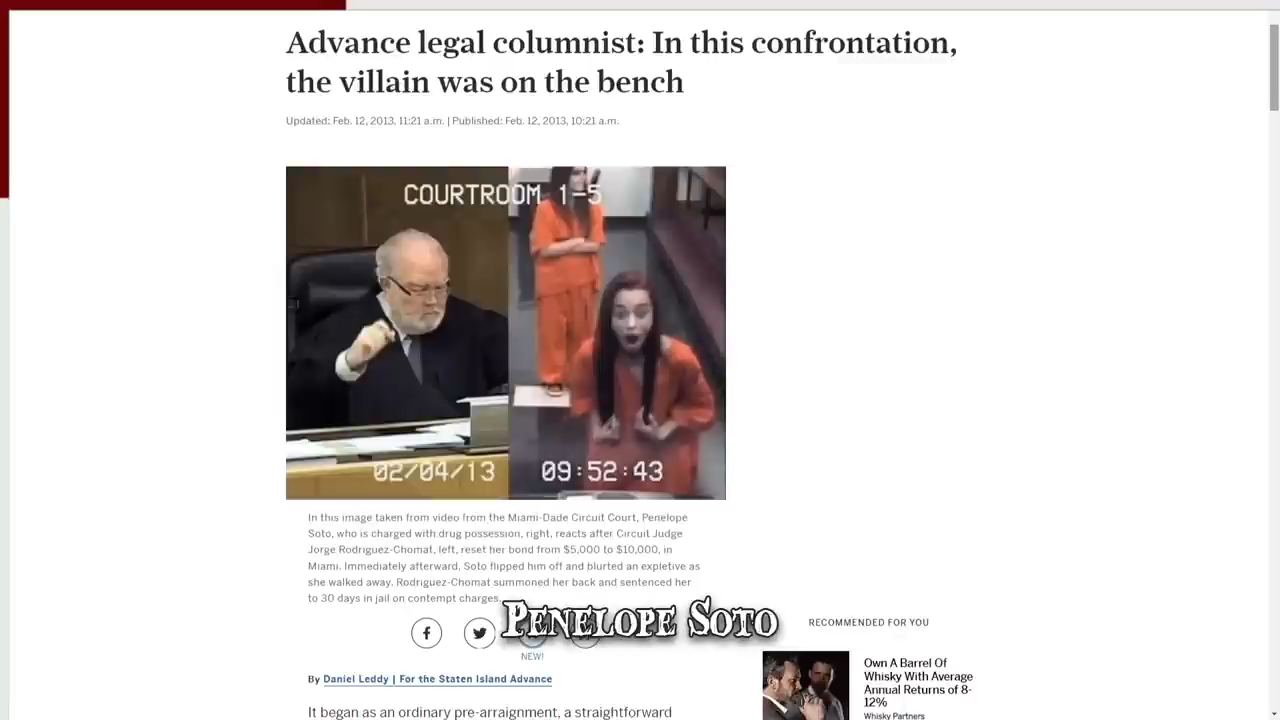 Advance legal columnist: In this confrontation,
the villain was on the bench
Updated: Feb. 12, 2013, 11:21 a.m. | Published: Feb. 12, 2013, 10:21 a.m.
COURTROOM 1-5
02/04/13 09:52:43
In this image taken from video from the Miami-Dade Circuit Court, Penelope
Soto, who is charged with drug possession, right, reacts after Circuit Judge
Jorge Rodriguez-Chomat, left, reset her bond from $5,000 to $10,000, in
Miami. Immediately afterward, Soto flipped him off and blurted an expletive as
she walked away. Rodriguez-Chomat summoned her back and sentenced her
to 30 days in jail on contempt charges.
PENELOPE SOTO
NEW!
By Daniel Leddy | For the Staten Island Advance
It began as an ordinary pre-arraignment, a straightforward
RECOMMENDED FOR YOU
Own A Barrel Of
Whisky With Average
Annual Returns of 8-
12%
Whisky Partners